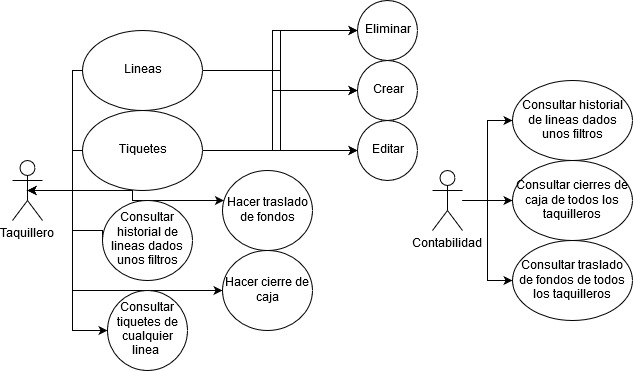 Eliminar
Lineas
Crear
Tiquetes
Editar
Taquillero
Hacer traslado
de fondos
Consultar
historial de
lineas dados
unos filtros
Hacer cierre de
caja
Consultar
tiquetes de
cualquier
linea
Consultar historial
de lineas dados
unos filtros
Consultar cierres de
caja de todos los
taquilleros
Contabilidad
Consultar traslado
de fondos de todos
los taquilleros